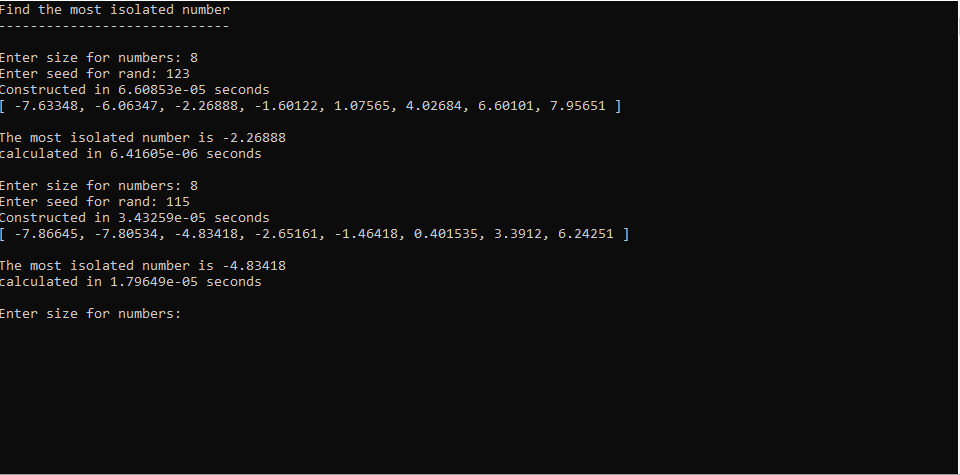 Find the most isolated number
-----------------------------
Enter size for numbers: 8
Enter seed for rand: 123
Constructed in 6.60853e-05 seconds
[ -7.63348, -6.06347, -2.26888, -1.60122, 1.07565, 4.02684, 6.60101, 7.95651 ]
The most isolated number is -2.26888
calculated in 6.41605e-06 seconds
Enter size for numbers: 8
Enter seed for rand: 115
Constructed in 3.43259e-05 seconds
[ -7.86645, -7.80534, -4.83418, -2.65161, -1.46418, 0.401535, 3.3912, 6.24251 ]
The most isolated number is -4.83418
calculated in 1.79649e-05 seconds
Enter size for numbers: